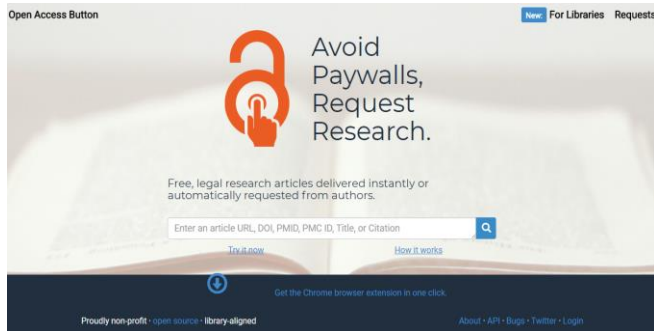 Open Access Button
New: For Libraries Requests
Avoid
Paywalls,
Request
Research.
Free, legal research articles delivered instantly or
automatically requested from authors.
Enter an article URL, DOI, PMID, PMC ID, Title, or Citation
Try it now How it works
Get the Chrome browser extension in one click.
Proudly non-profit • open source • library-aligned About • API • Bugs • Twitter • Login